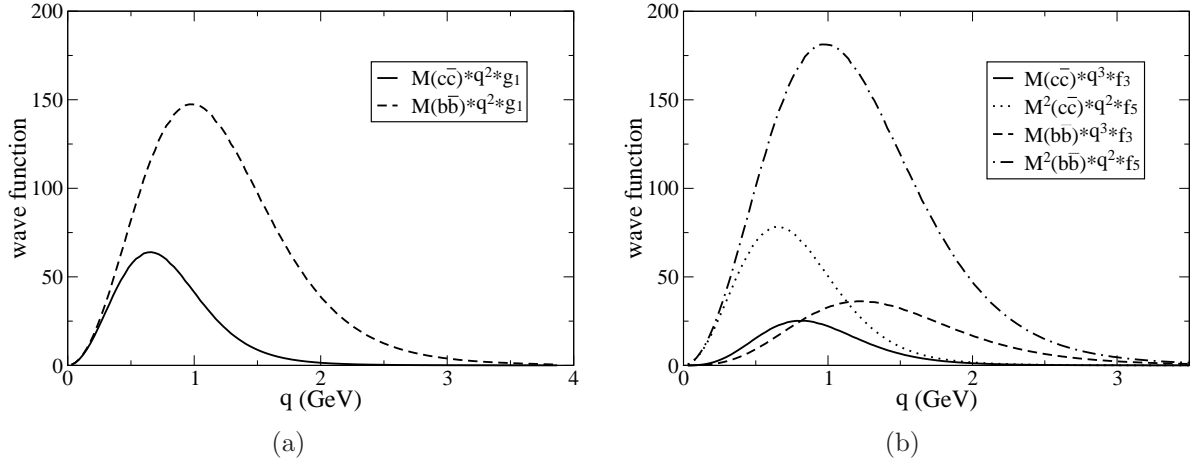 200
150
100
50
0
wave function
M(cc̄)*q²*g₁
M(bb̄)*q²*g₁
0 1 2 3 4
q (GeV)
(a)
200
150
100
50
0
wave function
M(cc̄)*q³*f₃
M²(cc̄)*q²*f₅
M(bb̄)*q³*f₃
M²(bb̄)*q²*f₅
0 1 2 3
q (GeV)
(b)